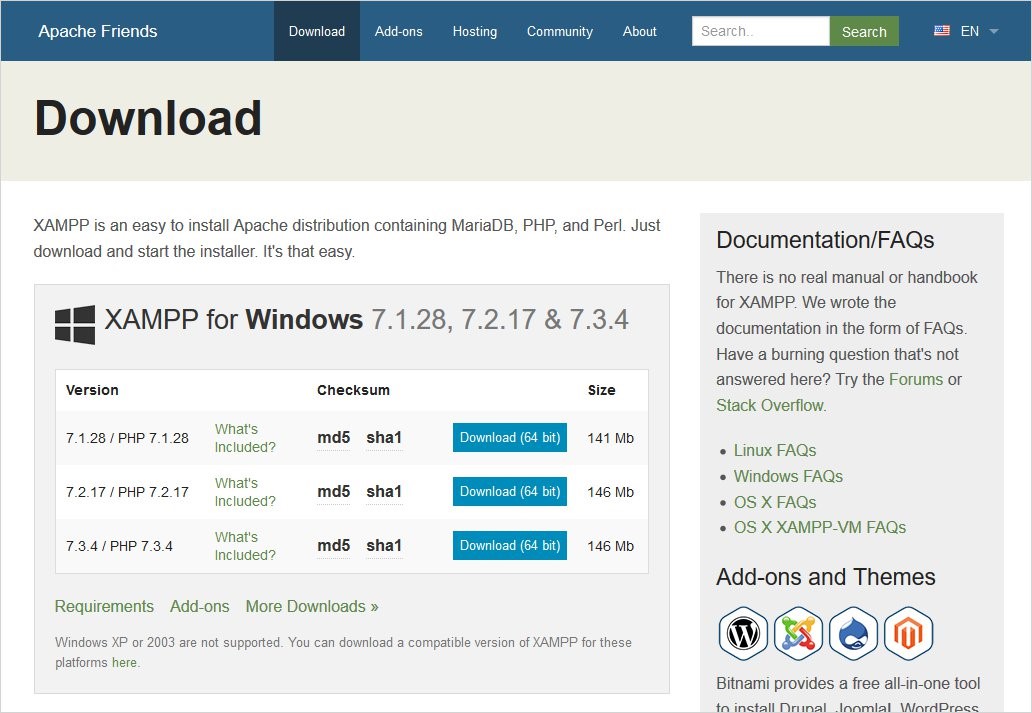 Apache Friends Download Add-ons Hosting Community About Search.. Search EN
Download
XAMPP is an easy to install Apache distribution containing MariaDB, PHP, and Perl. Just
download and start the installer. It's that easy.
XAMPP for Windows 7.1.28, 7.2.17 & 7.3.4
Version Checksum Size
7.1.28 / PHP 7.1.28 What's Included? md5 sha1 Download (64 bit) 141 Mb
7.2.17 / PHP 7.2.17 What's Included? md5 sha1 Download (64 bit) 146 Mb
7.3.4 / PHP 7.3.4 What's Included? md5 sha1 Download (64 bit) 146 Mb
Requirements Add-ons More Downloads »
Windows XP or 2003 are not supported. You can download a compatible version of XAMPP for these
platforms here.
Documentation/FAQs
There is no real manual or handbook
for XAMPP. We wrote the
documentation in the form of FAQs.
Have a burning question that's not
answered here? Try the Forums or
Stack Overflow.
• Linux FAQs
• Windows FAQs
• OS X FAQs
• OS X XAMPP-VM FAQs
Add-ons and Themes
Bitnami provides a free all-in-one tool
to install Drupal, Joomla!, WordPress